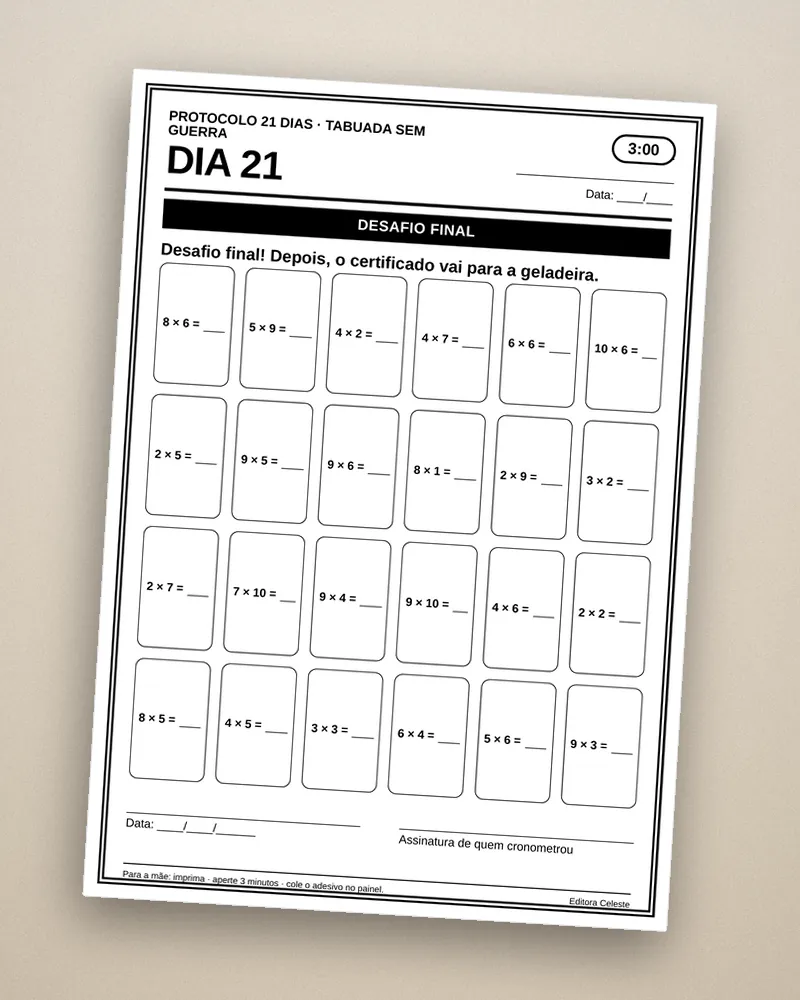 PROTOCOLO 21 DIAS · TABUADA SEM
GUERRA
DIA 21
3:00
Data: ____/____
DESAFIO FINAL
Desafio final! Depois, o certificado vai para a geladeira.
8 × 6 = ___
5 × 9 = ___
4 × 2 = ___
4 × 7 = ___
6 × 6 = ___
10 × 6 = __
2 × 5 = ___
9 × 5 = ___
9 × 6 = ___
8 × 1 = ___
2 × 9 = ___
3 × 2 = ___
2 × 7 = ___
7 × 10 = __
9 × 4 = ___
9 × 10 = __
4 × 6 = ___
2 × 2 = ___
8 × 5 = ___
4 × 5 = ___
3 × 3 = ___
6 × 4 = ___
5 × 6 = ___
9 × 3 = ___
Data: ____/____/______
Assinatura de quem cronometrou
Para a mãe: imprima · aperte 3 minutos · cole o adesivo no painel.
Editora Celeste